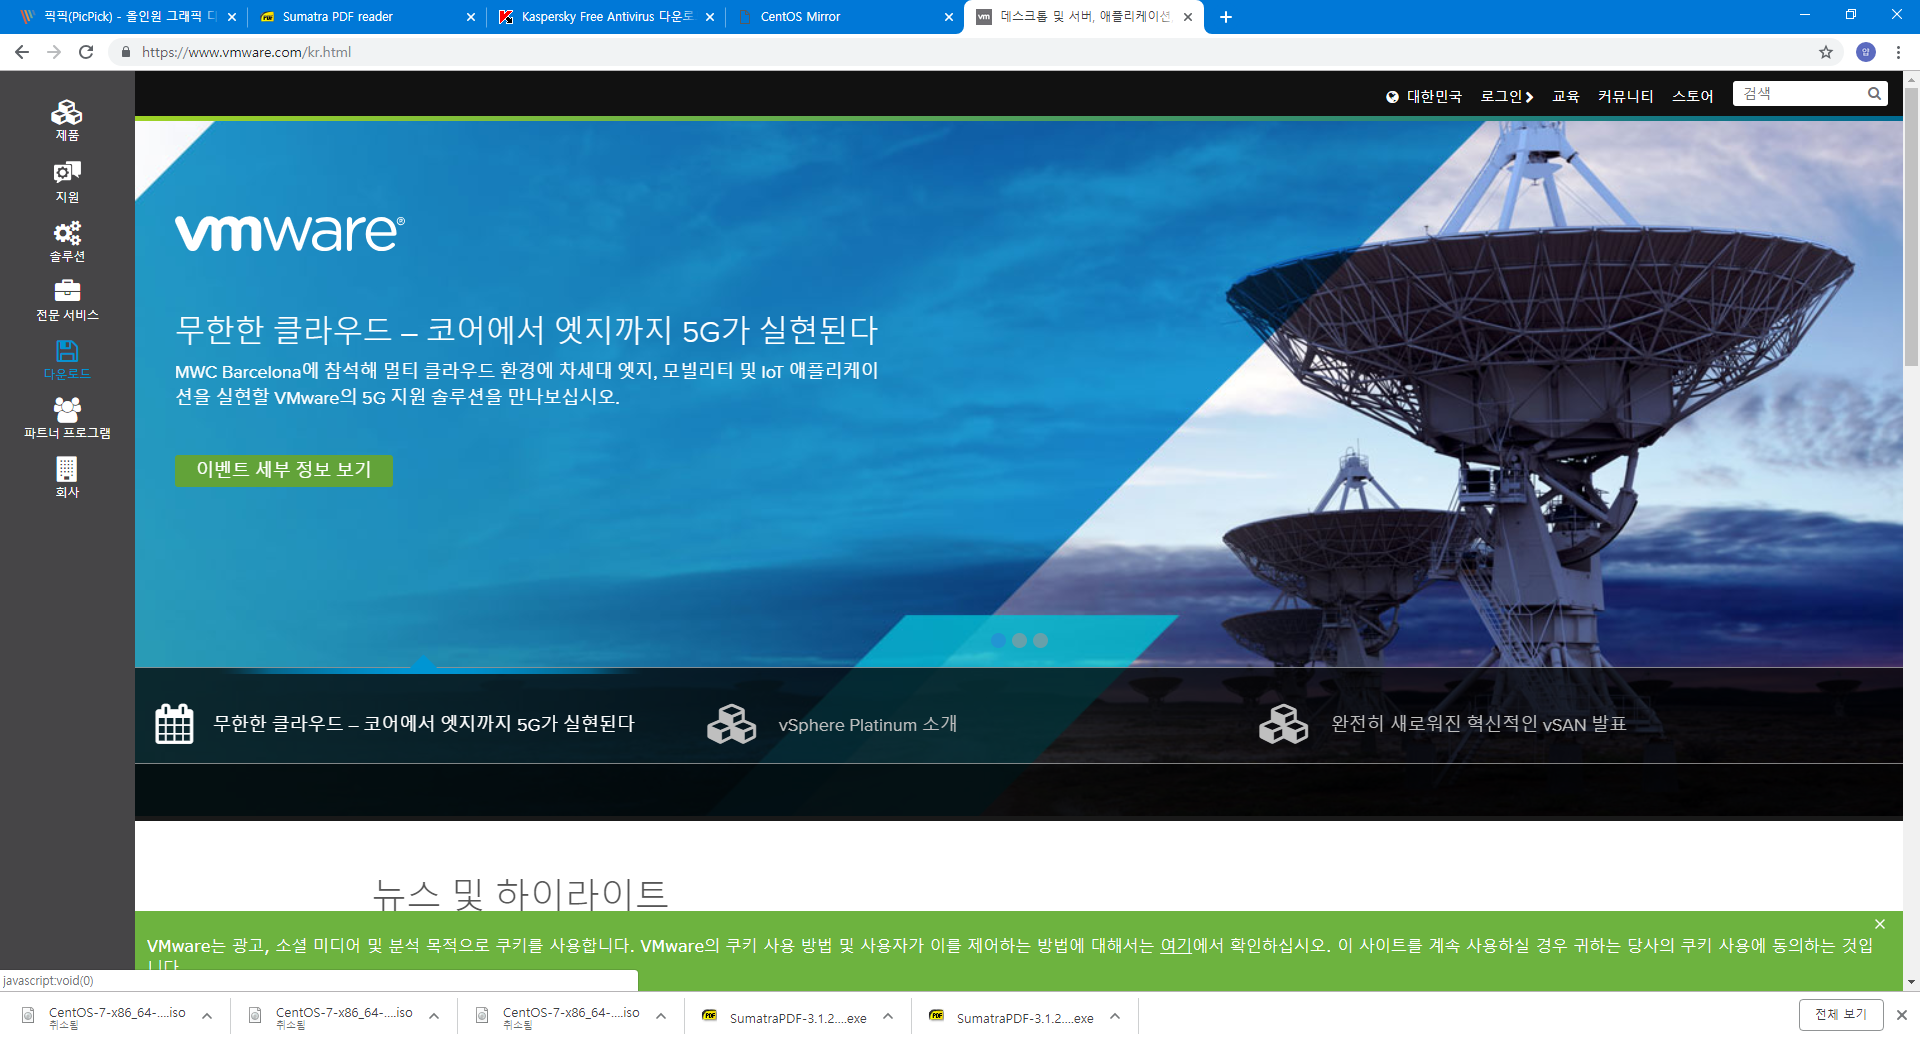 픽픽(PicPick) - 올인원 그래픽 디
Sumatra PDF reader
Kaspersky Free Antivirus 다운로
CentOS Mirror
vm 데스크톱 및 서버, 애플리케이션
https://www.vmware.com/kr.html
압
대한민국
로그인
교육
커뮤니티
스토어
검색
제품
지원
솔루션
전문 서비스
다운로드
파트너 프로그램
회사
vmware®
무한한 클라우드 – 코어에서 엣지까지 5G가 실현된다
MWC Barcelona에 참석해 멀티 클라우드 환경에 차세대 엣지, 모빌리티 및 IoT 애플리케이
션을 실현할 VMware의 5G 지원 솔루션을 만나보십시오.
이벤트 세부 정보 보기
무한한 클라우드 – 코어에서 엣지까지 5G가 실현된다
vSphere Platinum 소개
완전히 새로워진 혁신적인 vSAN 발표
뉴스 및 하이라이트
VMware는 광고, 소셜 미디어 및 분석 목적으로 쿠키를 사용합니다. VMware의 쿠키 사용 방법 및 사용자가 이를 제어하는 방법에 대해서는 여기에서 확인하십시오. 이 사이트를 계속 사용하실 경우 귀하는 당사의 쿠키 사용에 동의하는 것입
니다
javascript:void(0)
CentOS-7-x86_64-....iso
취소됨
CentOS-7-x86_64-....iso
취소됨
CentOS-7-x86_64-....iso
취소됨
PDF SumatraPDF-3.1.2....exe
PDF SumatraPDF-3.1.2....exe
전체 보기